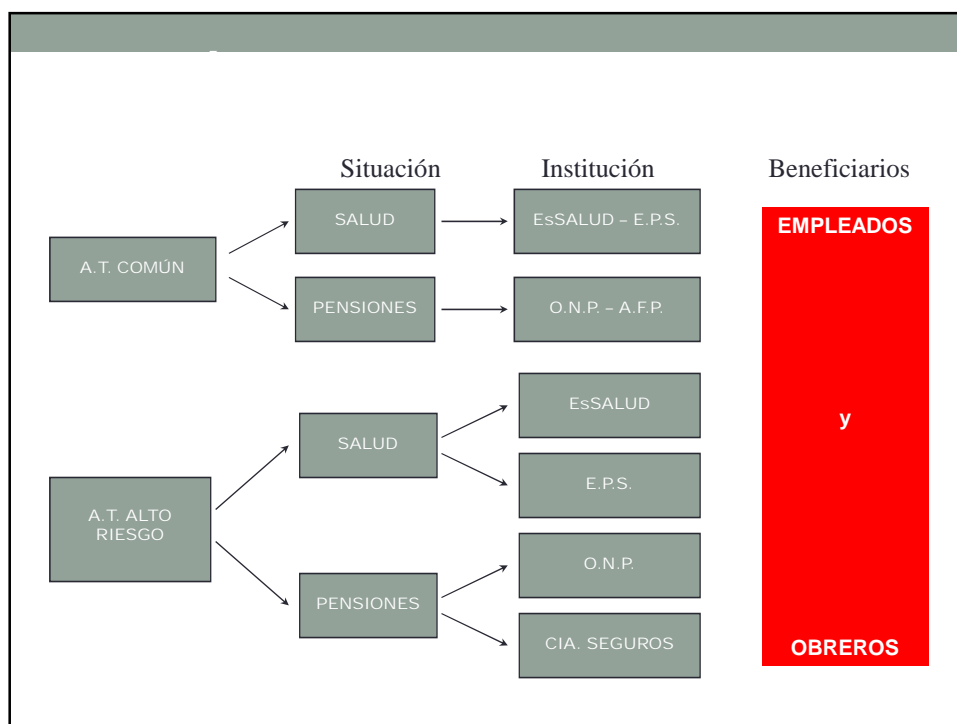 Situación
Institución
Beneficiarios
A.T. COMÚN
SALUD
EsSALUD – E.P.S.
PENSIONES
O.N.P. – A.F.P.
A.T. ALTO
RIESGO
SALUD
EsSALUD
E.P.S.
PENSIONES
O.N.P.
CIA. SEGUROS
EMPLEADOS
y
OBREROS